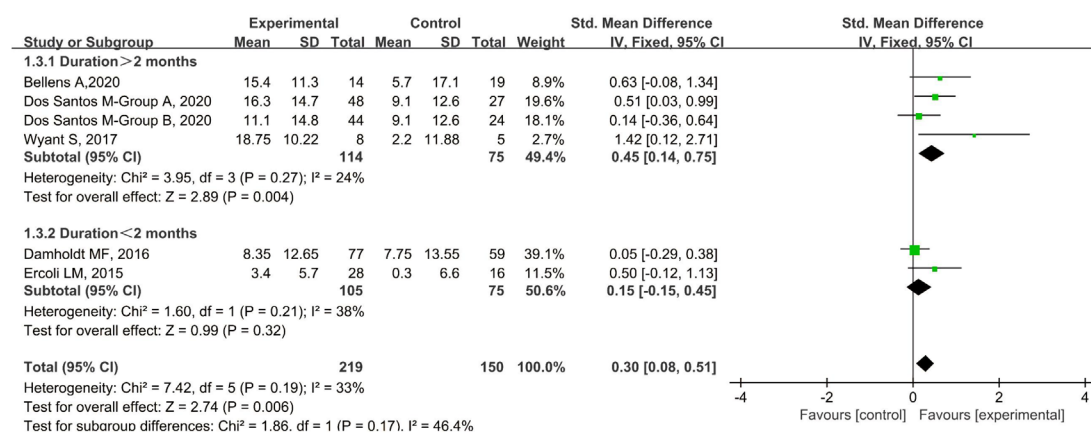 Experimental Control Std. Mean Difference Std. Mean Difference
Study or Subgroup Mean SD Total Mean SD Total Weight IV, Fixed, 95% CI IV, Fixed, 95% CI
1.3.1 Duration＞2 months
Bellens A,2020 15.4 11.3 14 5.7 17.1 19 8.9% 0.63 [-0.08, 1.34]
Dos Santos M-Group A, 2020 16.3 14.7 48 9.1 12.6 27 19.6% 0.51 [0.03, 0.99]
Dos Santos M-Group B, 2020 11.1 14.8 44 9.1 12.6 24 17.7% 0.14 [-0.36, 0.64]
Wyant S, 2017 18.75 10.22 8 2.2 11.88 5 2.7% 1.42 [0.12, 2.71]
Subtotal (95% CI) 114 75 49.4% 0.45 [0.14, 0.75]
Heterogeneity: Chi² = 3.95, df = 3 (P = 0.27); I² = 24%
Test for overall effect: Z = 2.89 (P = 0.004)
1.3.2 Duration＜2 months
Damholdt MF, 2016 8.35 12.65 77 7.75 13.55 59 39.1% 0.05 [-0.29, 0.38]
Ercoli LM, 2015 3.4 5.7 28 0.3 6.6 16 11.5% 0.50 [-0.12, 1.13]
Subtotal (95% CI) 105 75 50.6% 0.15 [-0.15, 0.45]
Heterogeneity: Chi² = 1.60, df = 1 (P = 0.21); I² = 38%
Test for overall effect: Z = 0.99 (P = 0.32)
Total (95% CI) 219 150 100.0% 0.30 [0.08, 0.51]
Heterogeneity: Chi² = 7.42, df = 5 (P = 0.19); I² = 33%
Test for overall effect: Z = 2.74 (P = 0.006)
Test for subgroup differences: Chi² = 1.86, df = 1 (P = 0.17), I² = 46.4%
-4 -2 0 2 4
Favours [control] Favours [experimental]